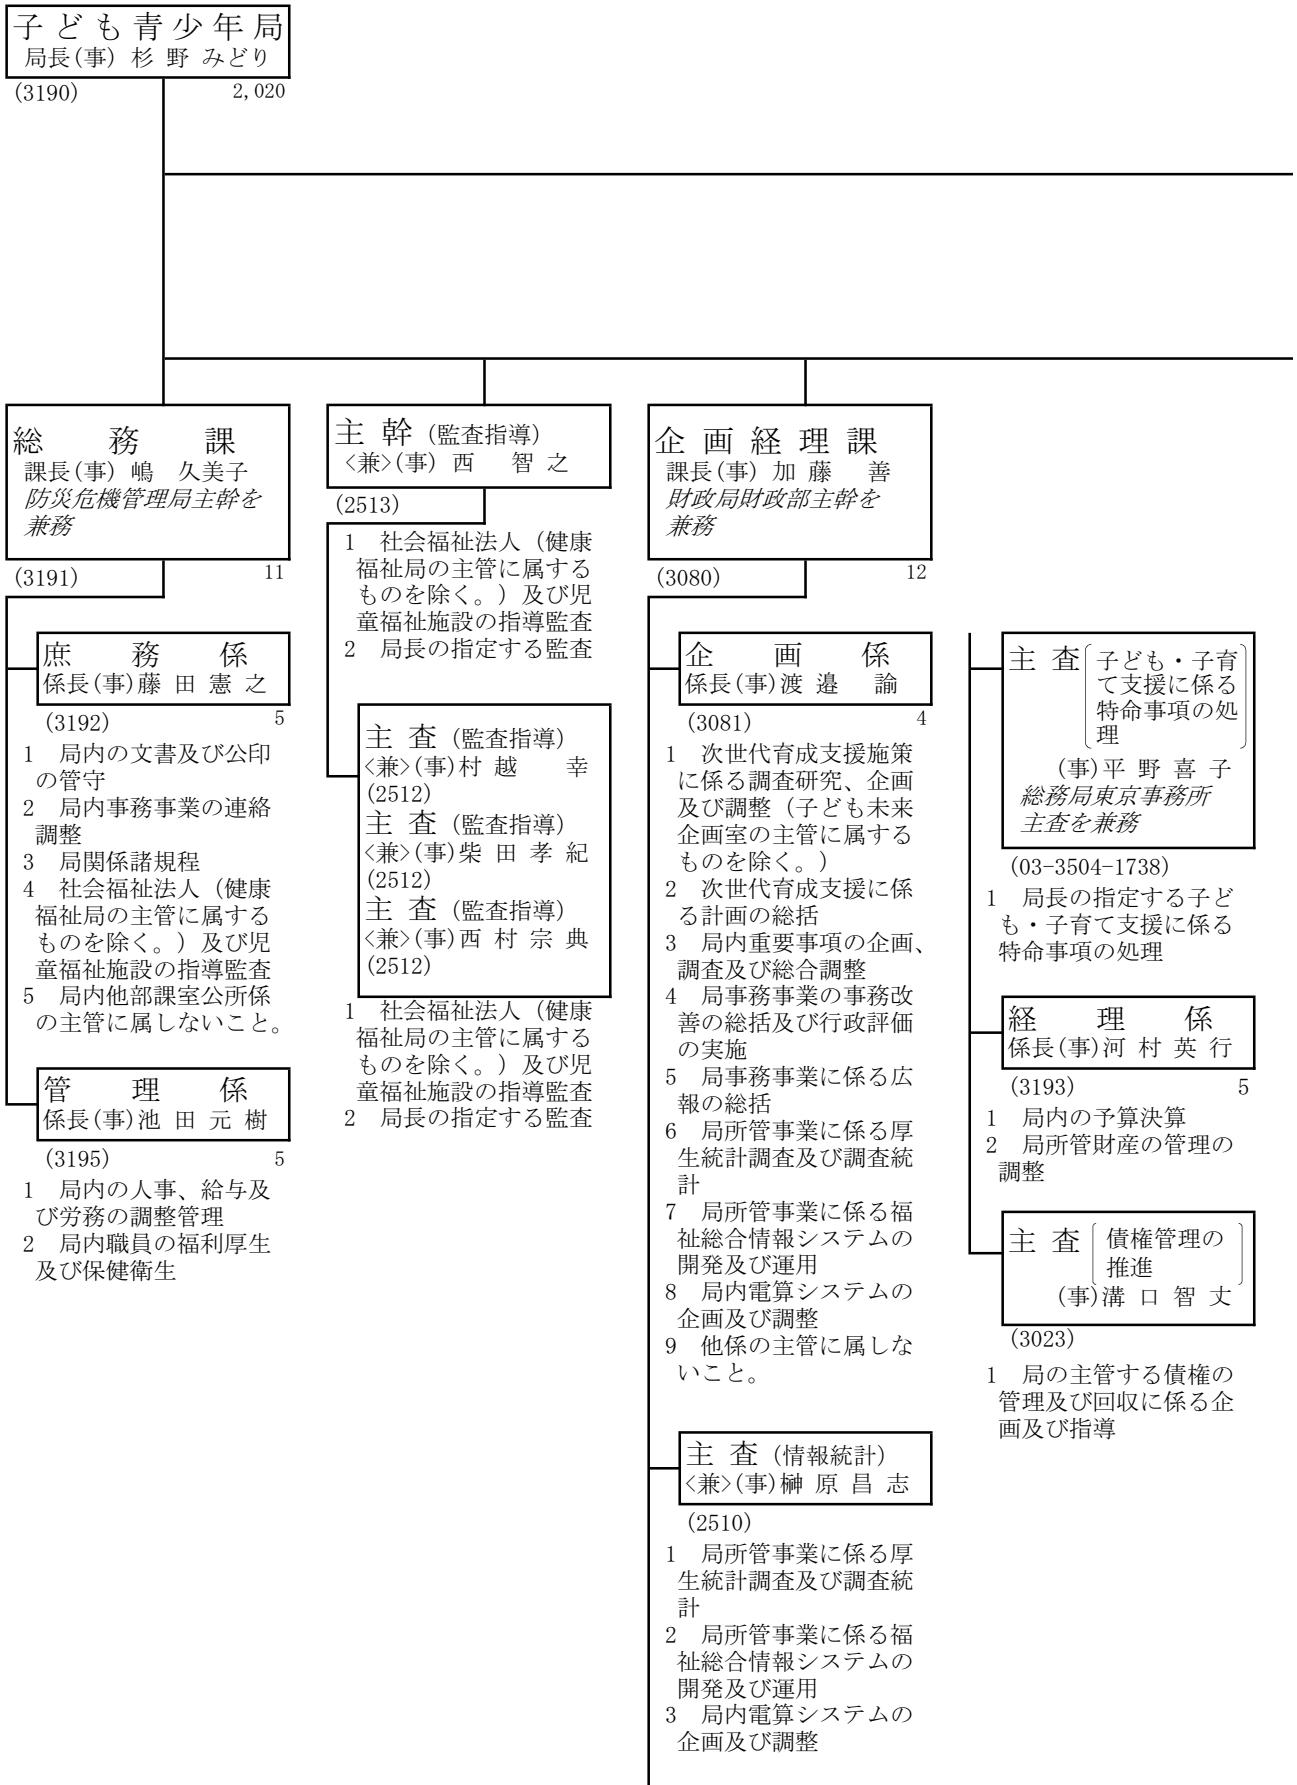 子ども青少年局
局長(事) 杉 野 みどり
(3190) 2,020
総 務 課
課長(事) 嶋 久美子
防災危機管理局主幹を
兼務
(3191) 11
庶 務 係
係長(事)藤 田 憲 之
(3192) 5
1 局内の文書及び公印
の管守
2 局内事務事業の連絡
調整
3 局関係諸規程
4 社会福祉法人（健康
福祉局の主管に属する
ものを除く。）及び児
童福祉施設の指導監査
5 局内他部課室公所係
の主管に属しないこと。
管 理 係
係長(事)池 田 元 樹
(3195) 5
1 局内の人事、給与及
び労務の調整管理
2 局内職員の福利厚生
及び保健衛生
主 幹 (監査指導)
<兼>(事) 西 智 之
(2513)
1 社会福祉法人（健康
福祉局の主管に属する
ものを除く。）及び児
童福祉施設の指導監査
2 局長の指定する監査
主 査 (監査指導)
<兼>(事)村 越 幸
(2512)
主 査 (監査指導)
<兼>(事)柴 田 孝 紀
(2512)
主 査 (監査指導)
<兼>(事)西 村 宗 典
(2512)
1 社会福祉法人（健康
福祉局の主管に属する
ものを除く。）及び児
童福祉施設の指導監査
2 局長の指定する監査
企 画 経 理 課
課長(事) 加 藤 善
財政局財政部主幹を
兼務
(3080) 12
企 画 係
係長(事)渡 邉 諭
(3081) 4
1 次世代育成支援施策
に係る調査研究、企画
及び調整（子ども未来
企画室の主管に属する
ものを除く。）
2 次世代育成支援に係
る計画の総括
3 局内重要事項の企画、
調査及び総合調整
4 局事務事業の事務改
善の総括及び行政評価
の実施
5 局事務事業に係る広
報の総括
6 局所管事業に係る厚
生統計調査及び調査統
計
7 局所管事業に係る福
祉総合情報システムの
開発及び運用
8 局内電算システムの
企画及び調整
9 他係の主管に属しな
いこと。
主 査 (情報統計)
<兼>(事)榊 原 昌 志
(2510)
1 局所管事業に係る厚
生統計調査及び調査統
計
2 局所管事業に係る福
祉総合情報システムの
開発及び運用
3 局内電算システムの
企画及び調整
主 査 子ども・子育
て支援に係る
特命事項の処
理
(事)平 野 喜 子
総務局東京事務所
主査を兼務
(03-3504-1738)
1 局長の指定する子ど
も・子育て支援に係る
特命事項の処理
経 理 係
係長(事)河 村 英 行
(3193) 5
1 局内の予算決算
2 局所管財産の管理の
調整
主 査 債権管理の
推進
(事)溝 口 智 丈
(3023)
1 局の主管する債権の
管理及び回収に係る企
画及び指導